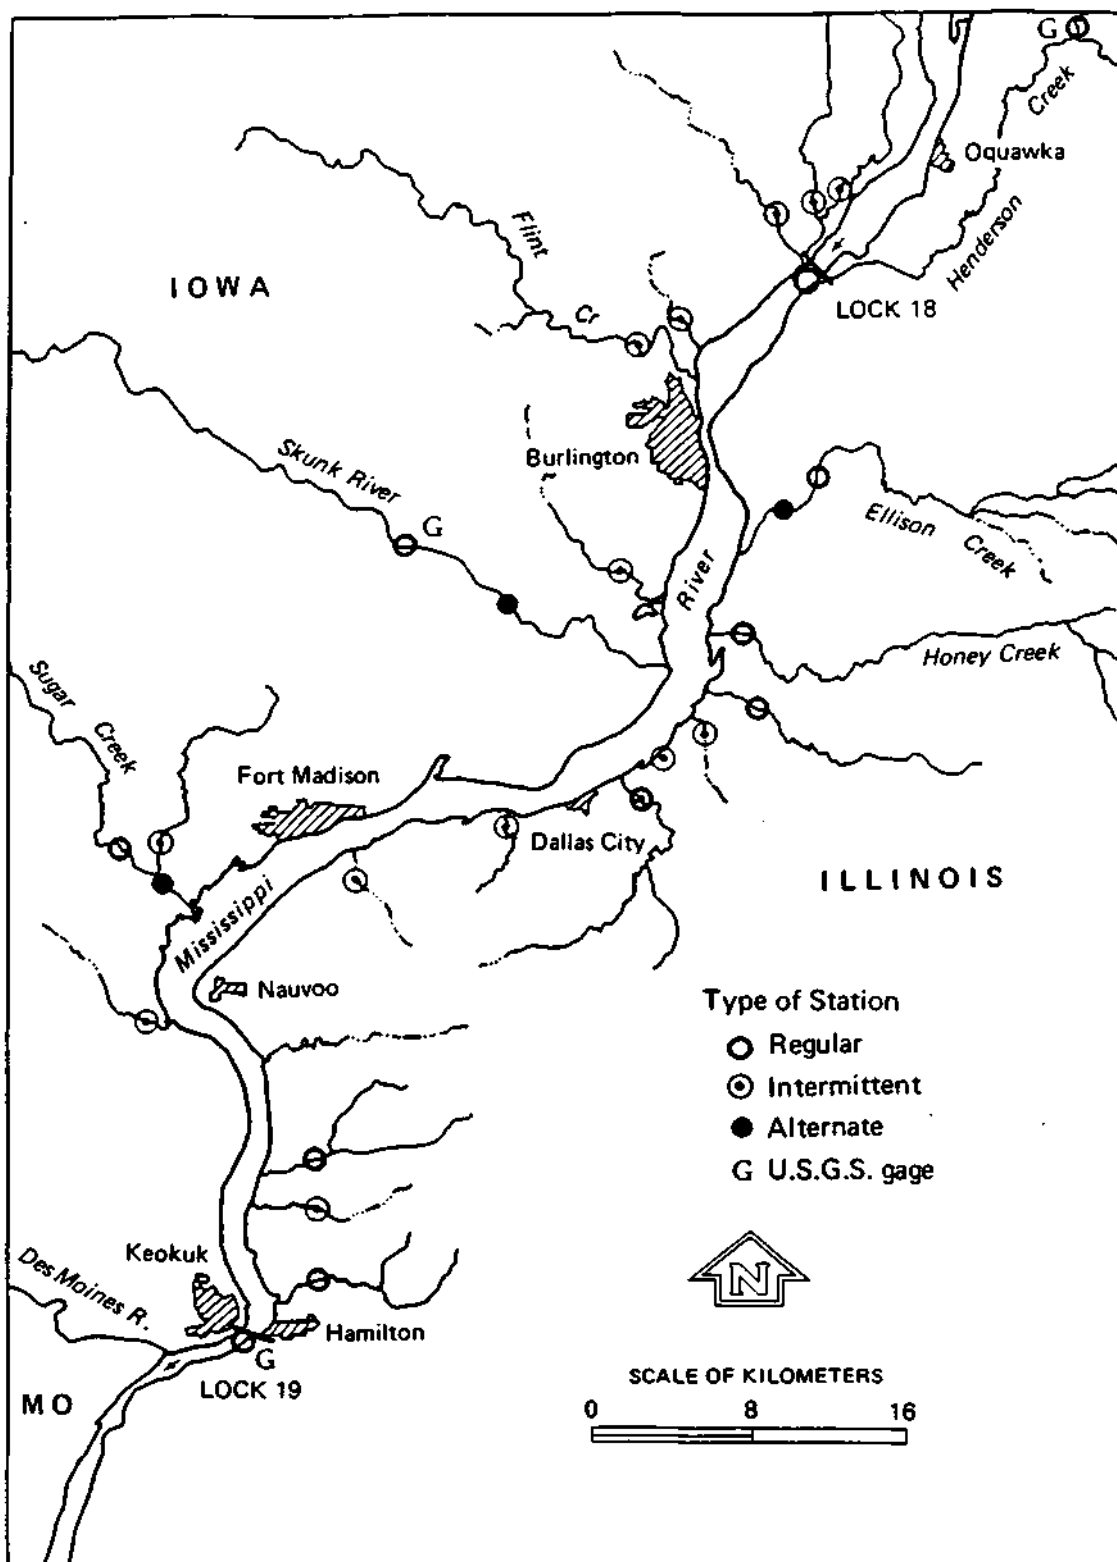 G
Creek
Oquawka
Henderson
Flint
IOWA
Cr
LOCK 18
Burlington
Skunk River
G
Ellison
Creek
River
Honey Creek
Sugar
Creek
Fort Madison
Dallas City
ILLINOIS
Mississippi
Nauvoo
Type of Station
Regular
Intermittent
Alternate
G U.S.G.S. gage
Keokuk
Des Moines R.
N
Hamilton
G
LOCK 19
MO
SCALE OF KILOMETERS
0 8 16